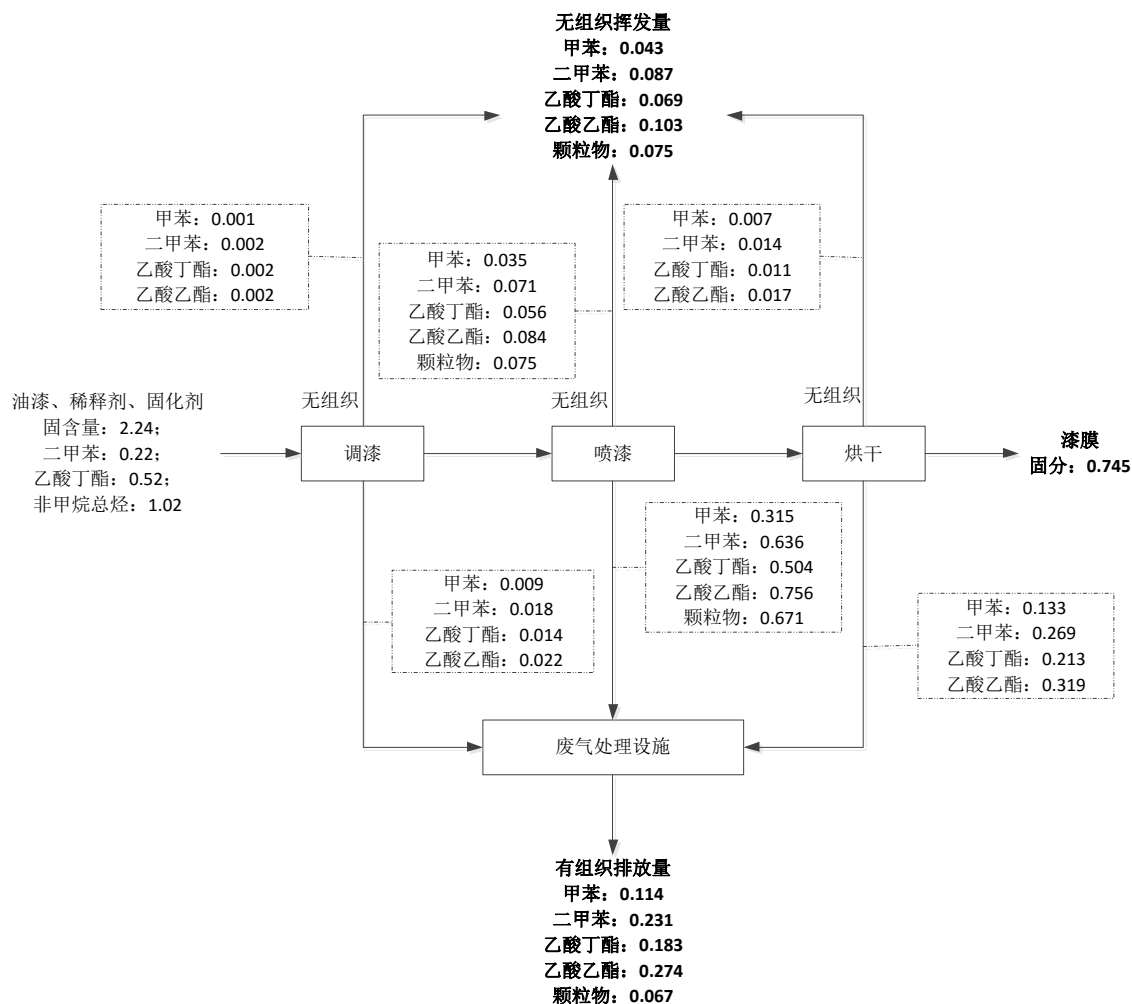 无组织挥发量
甲苯：0.043
二甲苯：0.087
乙酸丁酯：0.069
乙酸乙酯：0.103
颗粒物：0.075
甲苯：0.001
二甲苯：0.002
乙酸丁酯：0.002
乙酸乙酯：0.002
甲苯：0.035
二甲苯：0.071
乙酸丁酯：0.056
乙酸乙酯：0.084
颗粒物：0.075
甲苯：0.007
二甲苯：0.014
乙酸丁酯：0.011
乙酸乙酯：0.017
油漆、稀释剂、固化剂
固含量：2.24；
二甲苯：0.22；
乙酸丁酯：0.52；
非甲烷总烃：1.02
无组织
无组织
无组织
调漆
喷漆
烘干
漆膜
固分：0.745
甲苯：0.009
二甲苯：0.018
乙酸丁酯：0.014
乙酸乙酯：0.022
甲苯：0.315
二甲苯：0.636
乙酸丁酯：0.504
乙酸乙酯：0.756
颗粒物：0.671
甲苯：0.133
二甲苯：0.269
乙酸丁酯：0.213
乙酸乙酯：0.319
废气处理设施
有组织排放量
甲苯：0.114
二甲苯：0.231
乙酸丁酯：0.183
乙酸乙酯：0.274
颗粒物：0.067